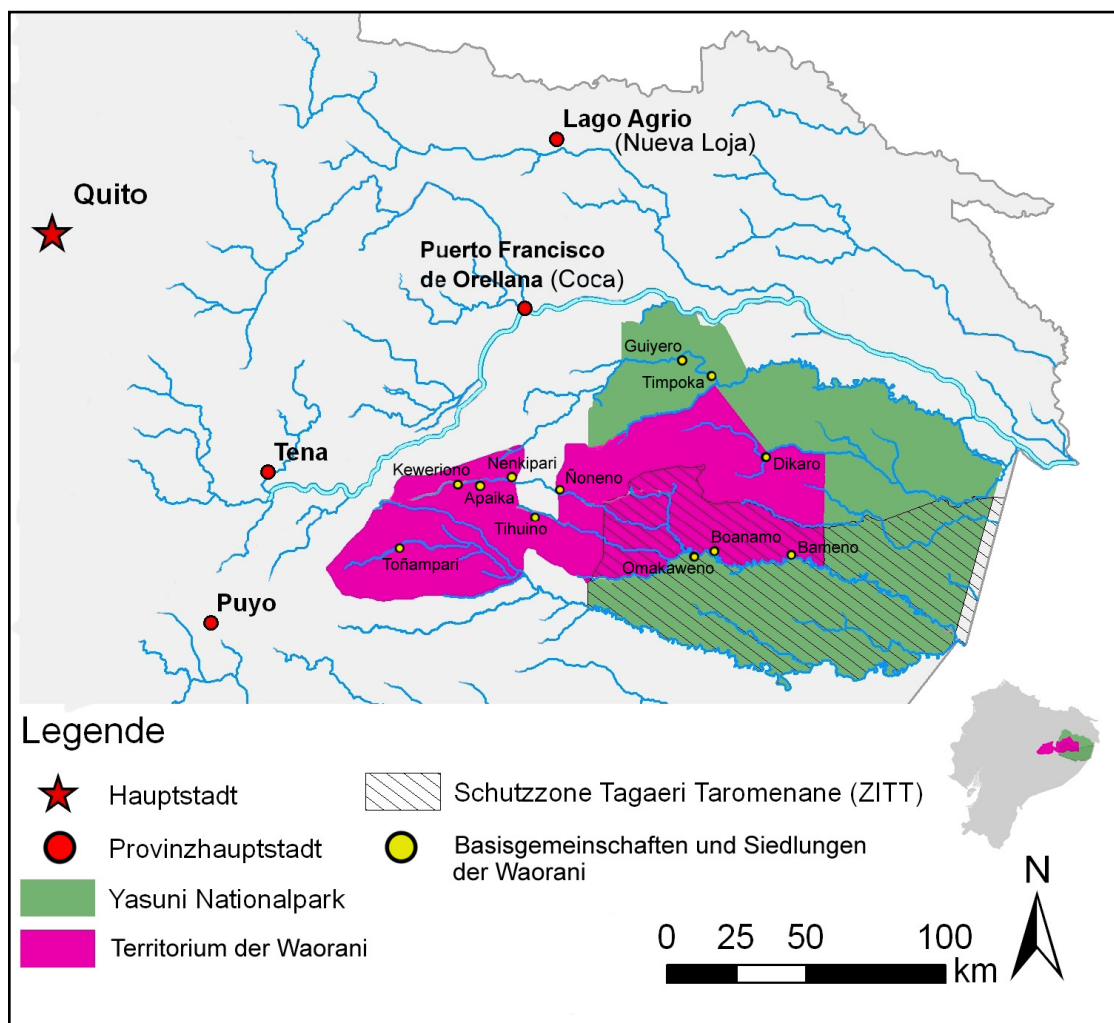 Lago Agrio
(Nueva Loja)
Quito
Puerto Francisco
de Orellana (Coca)
Guiyero
Timpoka
Tena
Keweriono
Nenkipari
Apaika
Ñoneno
Dikaro
Tihuino
Toñampari
Boanamo
Omakaweno
Bameno
Puyo
Legende
Hauptstadt
Schutzzone Tagaeri Taromenane (ZITT)
Provinzhauptstadt
Basisgemeinschaften und Siedlungen
der Waorani
Yasuni Nationalpark
Territorium der Waorani
N
0 25 50 100
km